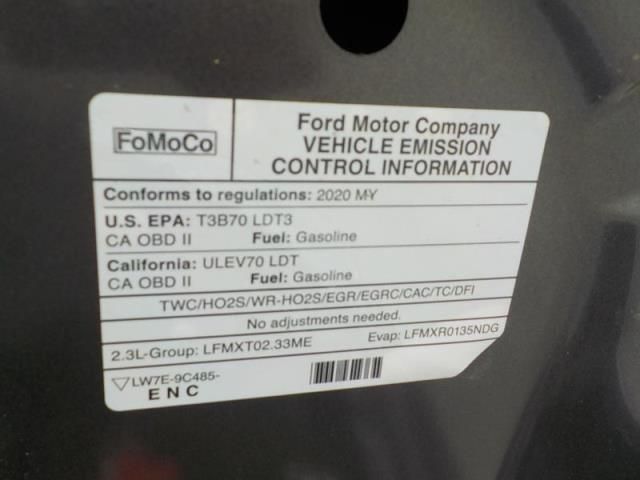 FoMoCo
Ford Motor Company
VEHICLE EMISSION
CONTROL INFORMATION
Conforms to regulations: 2020 MY
U.S. EPA: T3B70 LDT3
CA OBD II Fuel: Gasoline
California: ULEV70 LDT
CA OBD II Fuel: Gasoline
TWC/HO2S/WR-HO2S/EGR/EGRC/CAC/TC/DFI
No adjustments needed.
2.3L-Group: LFMXT02.33ME Evap: LFMXR0135NDG
LW7E-9C485-
ENC